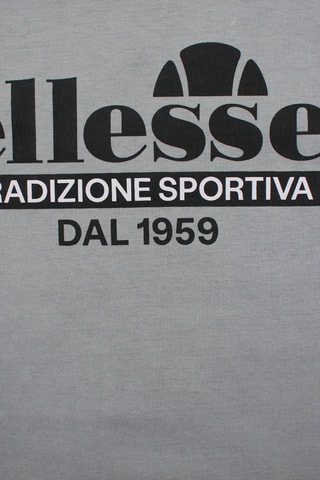 ellesse
RADIZIONE SPORTIVA
DAL 1959